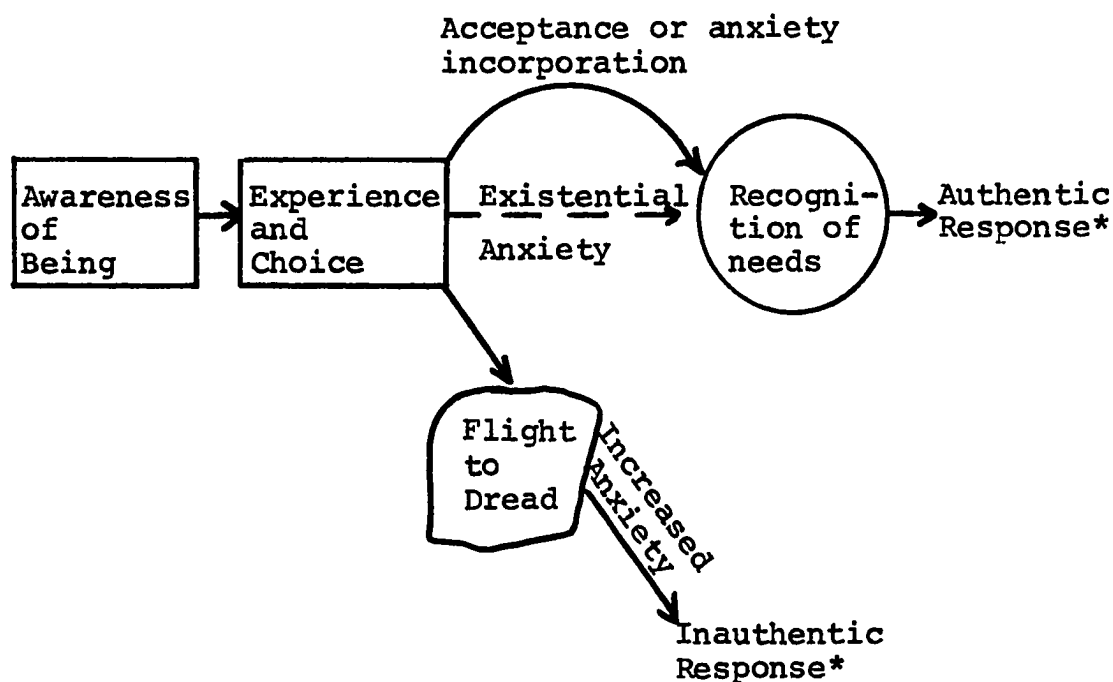 Acceptance or anxiety
incorporation
Awareness
of
Being
Experience
and
Choice
Existential
Anxiety
Recogni-
tion of
needs
Authentic
Response*
Flight
to
Dread
Increased
Anxiety
Inauthentic
Response*